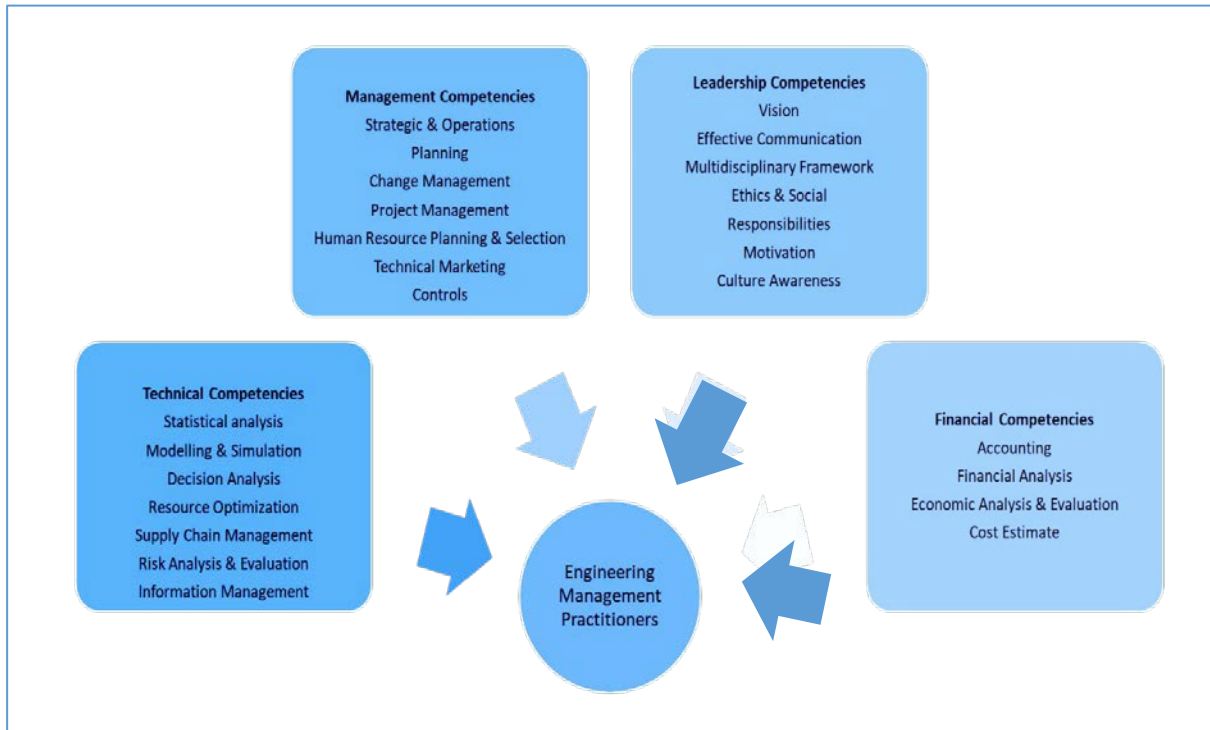 Management Competencies
Strategic & Operations
Planning
Change Management
Project Management
Human Resource Planning & Selection
Technical Marketing
Controls
Leadership Competencies
Vision
Effective Communication
Multidisciplinary Framework
Ethics & Social
Responsibilities
Motivation
Culture Awareness
Technical Competencies
Statistical analysis
Modelling & Simulation
Decision Analysis
Resource Optimization
Supply Chain Management
Risk Analysis & Evaluation
Information Management
Financial Competencies
Accounting
Financial Analysis
Economic Analysis & Evaluation
Cost Estimate
Engineering
Management
Practitioners